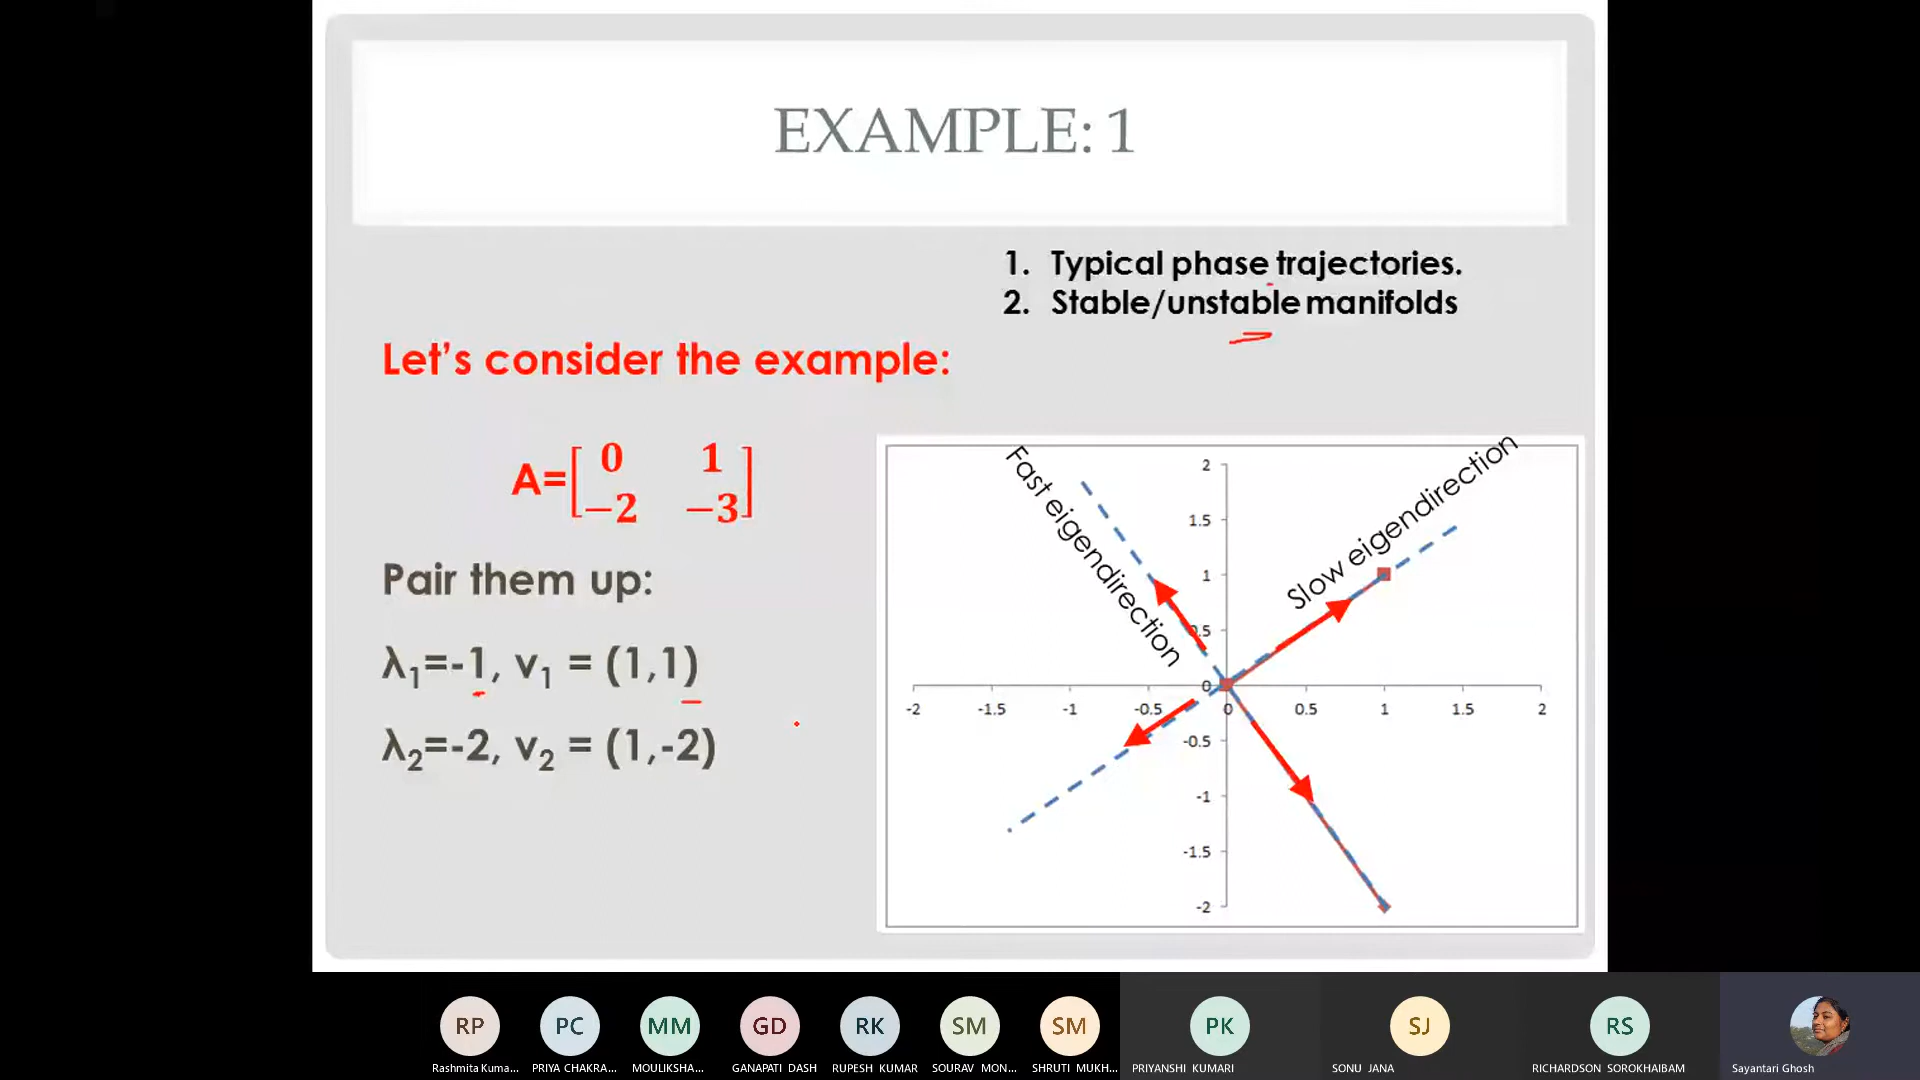 EXAMPLE: 1
1. Typical phase trajectories.
2. Stable/unstable manifolds
Let's consider the example:
A=[0 1
−2 −3]
Pair them up:
λ1=-1, v1 = (1,1)
λ2=-2, v2 = (1,-2)
Fast eigendirection
Slow eigendirection
2
1.5
1
0.5
0
-2 -1.5 -1 -0.5 0 0.5 1 1.5 2
-0.5
-1
-1.5
-2
RP PC MM GD RK SM SM PK SJ RS
Rashmita Kuma... PRIYA CHAKRA... MOULIKSHA... GANAPATI DASH RUPESH KUMAR SOURAV MON... SHRUTI MUKH... PRIYANSHI KUMARI SONU JANA RICHARDSON SOROKHAIBAM Sayantari Ghosh